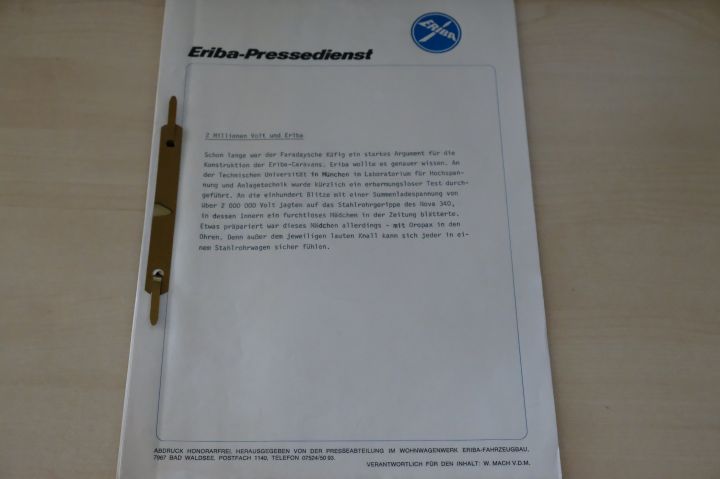 ERIBA
Eriba-Pressedienst
2 Millionen Volt und Eriba
Schon lange war der Faradaysche Käfig ein starkes Argument für die
Konstruktion der Eriba-Caravans. Eriba wollte es genauer wissen. An
der Technischen Universität in München im Laboratorium für Hochspan-
nung und Anlagetechnik wurde kürzlich ein erbarmungsloser Test durch-
geführt. An die einhundert Blitze mit einer Summenladespannung von
über 2 000 000 Volt jagten auf das Stahlrohrgerippe des Nova 340,
in dessen Innern ein furchtloses Mädchen in der Zeitung blätterte.
Etwas präpariert war dieses Mädchen allerdings - mit Oropax in den
Ohren. Denn außer dem jeweiligen lauten Knall kann sich jeder in ei-
nem Stahlrohrwagen sicher fühlen.
ABDRUCK HONORARFREI. HERAUSGEGEBEN VON DER PRESSEABTEILUNG IM WOHNWAGENWERK ERIBA-FAHRZEUGBAU,
7967 BAD WALDSEE, POSTFACH 1140, TELEFON 07524/50 93.
VERANTWORTLICH FÜR DEN INHALT: W. MACH V.D.M.